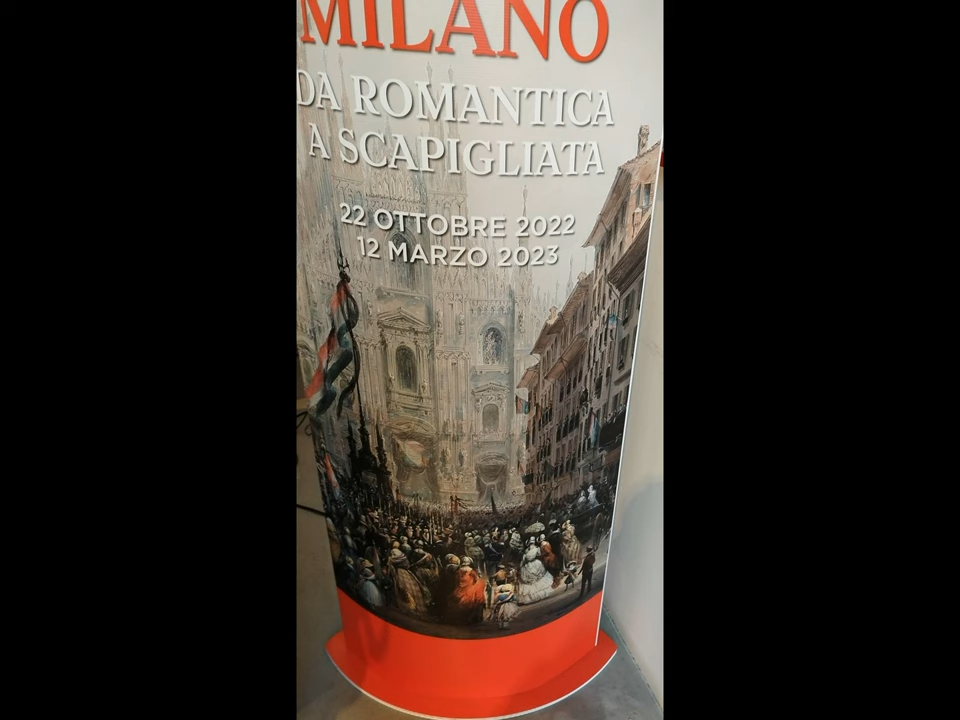 MILANO
DA ROMANTICA
A SCAPIGLIATA
22 OTTOBRE 2022
12 MARZO 2023